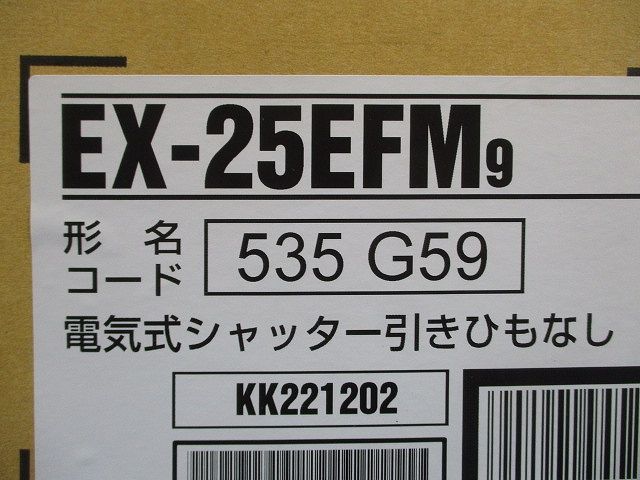 EX-25EFM9
形名
コード
535 G59
電気式シャッター引きひもなし
KK221202